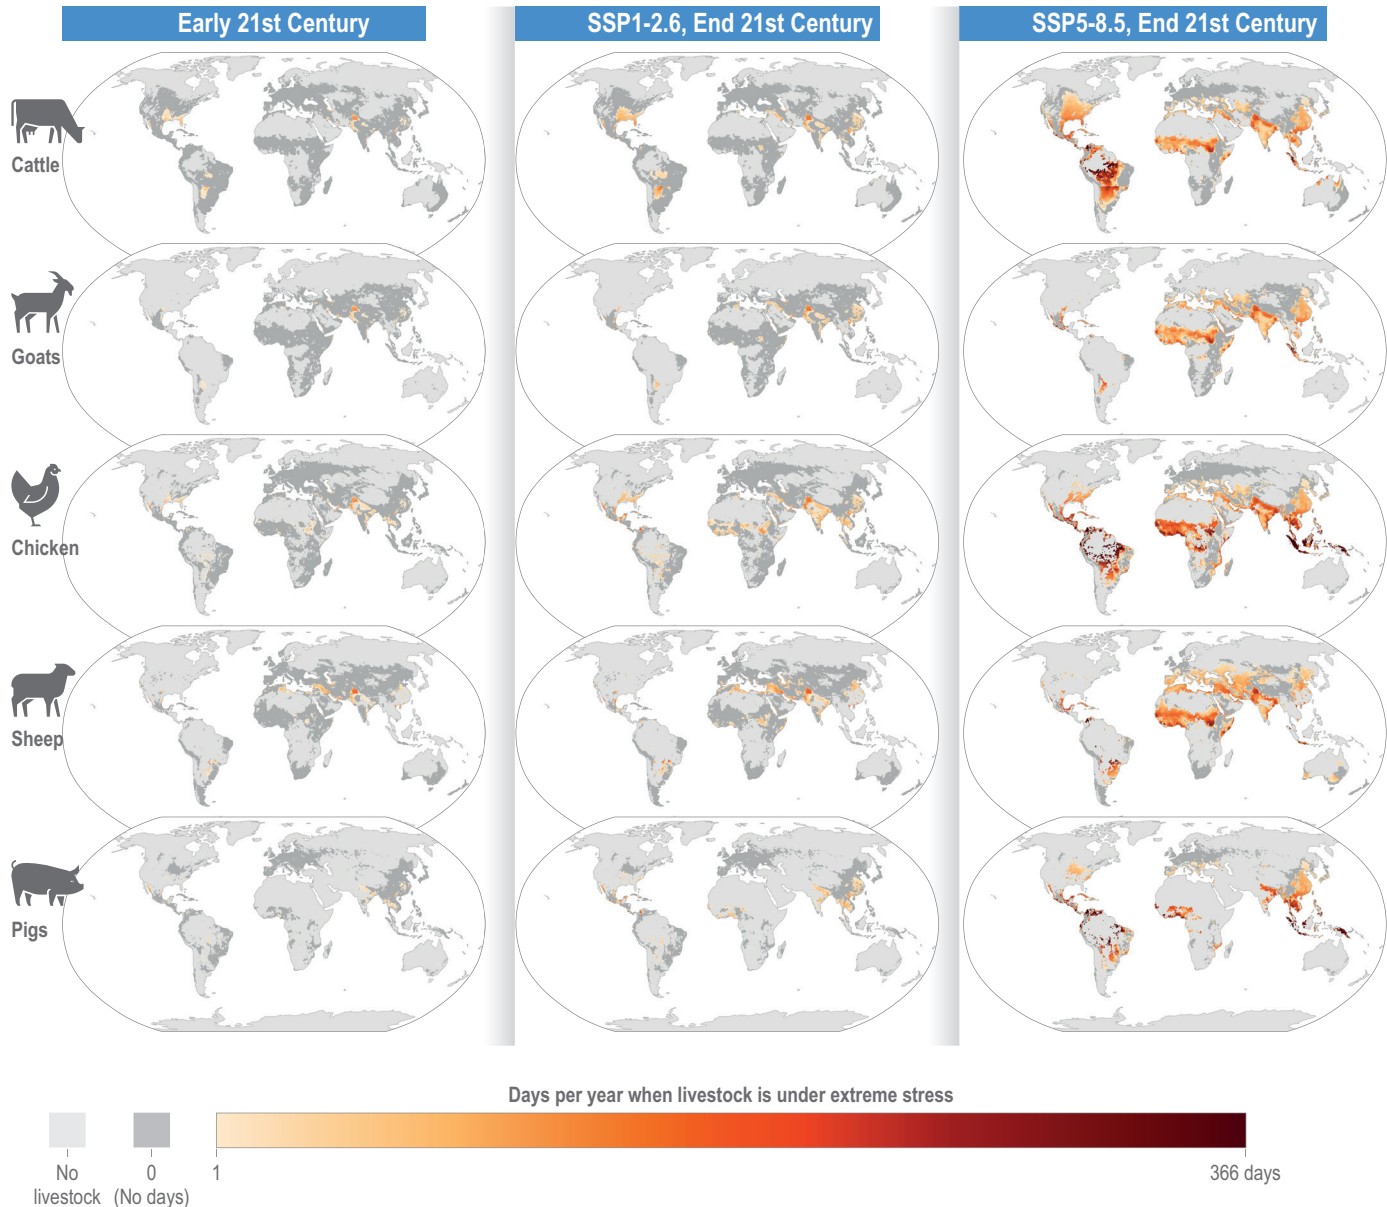 Early 21st Century
SSP1-2.6, End 21st Century
SSP5-8.5, End 21st Century
Cattle
Goats
Chicken
Sheep
Pigs
Days per year when livestock is under extreme stress
No
livestock
0
(No days)
1
366 days